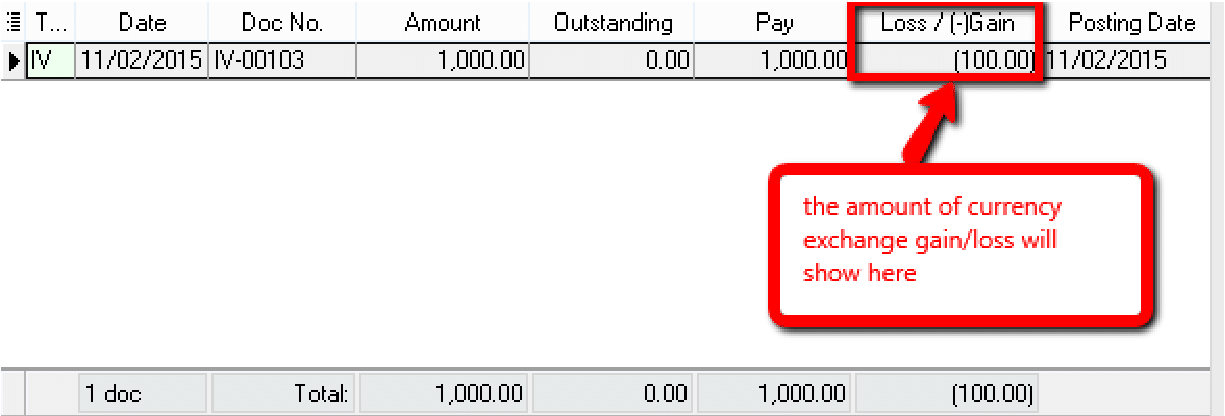 T... Date Doc No. Amount Outstanding Pay Loss / (-)Gain Posting Date
IV 11/02/2015 IV-00103 1,000.00 0.00 1,000.00 (100.00) 11/02/2015
the amount of currency
exchange gain/loss will
show here
1 doc Total: 1,000.00 0.00 1,000.00 (100.00)